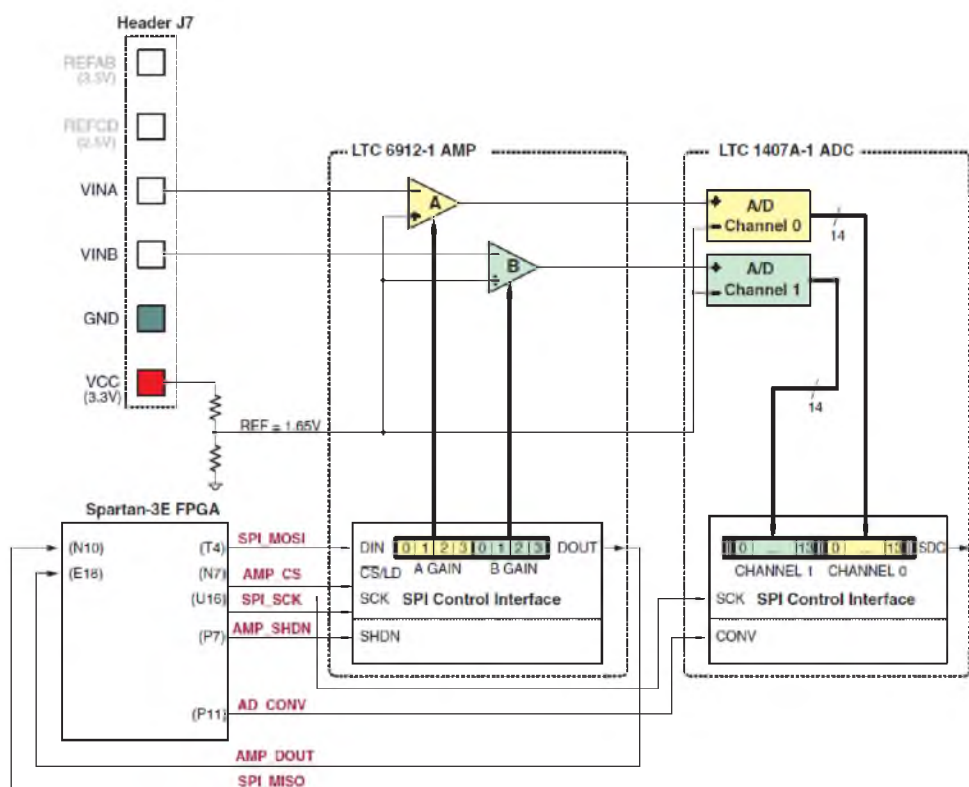 Header J7
REFAB
(3.5V)
REFCD
(2.5V)
VINA
VINB
GND
VCC
(3.3V)
REF = 1.65V
LTC 6912-1 AMP
A
B
LTC 1407A-1 ADC
A/D
Channel 0
A/D
Channel 1
14
14
Spartan-3E FPGA
(N10)
(E18)
(T4)
(N7)
(U16)
(P7)
(P11)
SPI_MOSI
AMP_CS
SPI_SCK
AMP_SHDN
AD_CONV
AMP_DOUT
SPI_MISO
DIN 0 1 2 3 0 1 2 3 DOUT
CS/LD A GAIN B GAIN
SCK SPI Control Interface
SHDN
0 ... 13 0 ... 13 SDO
CHANNEL 1 CHANNEL 0
SCK SPI Control Interface
CONV